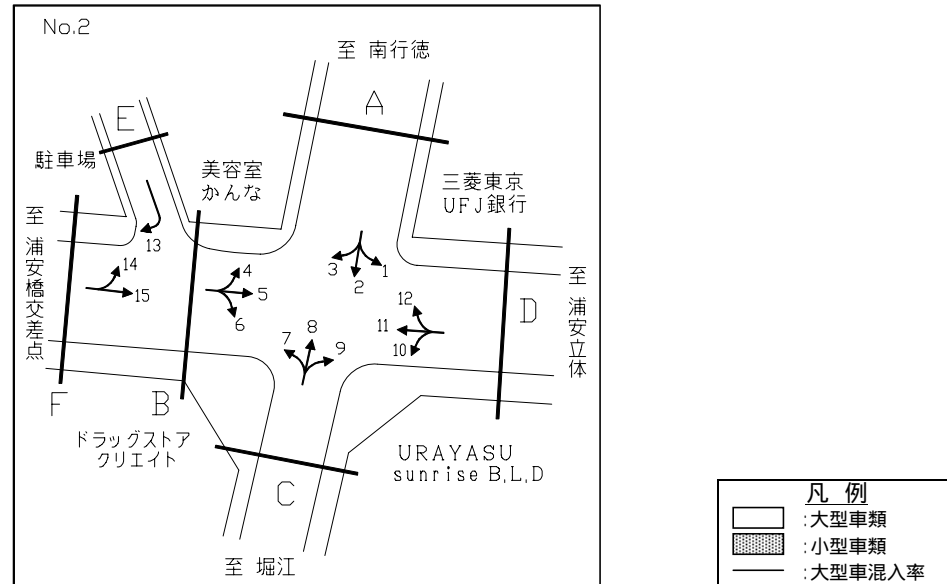 No.2
至 南行徳
A
E
駐車場
美容室
かんな
三菱東京
UFJ銀行
至 浦安橋交差点
13
14
15
4
5
6
3
2
1
12
11
10
7
8
9
D
至 浦安立体
F
B
ドラッグストア
クリエイト
C
URAYASU
sunrise B,L,D
至 堀江
凡 例
:大型車類
:小型車類
:大型車混入率